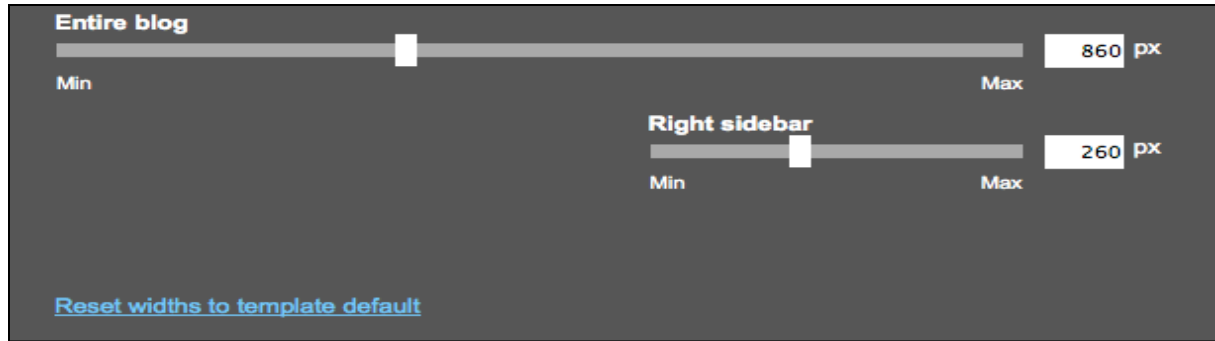 Entire blog
860 px
Min Max
Right sidebar
260 px
Min Max
Reset widths to template default